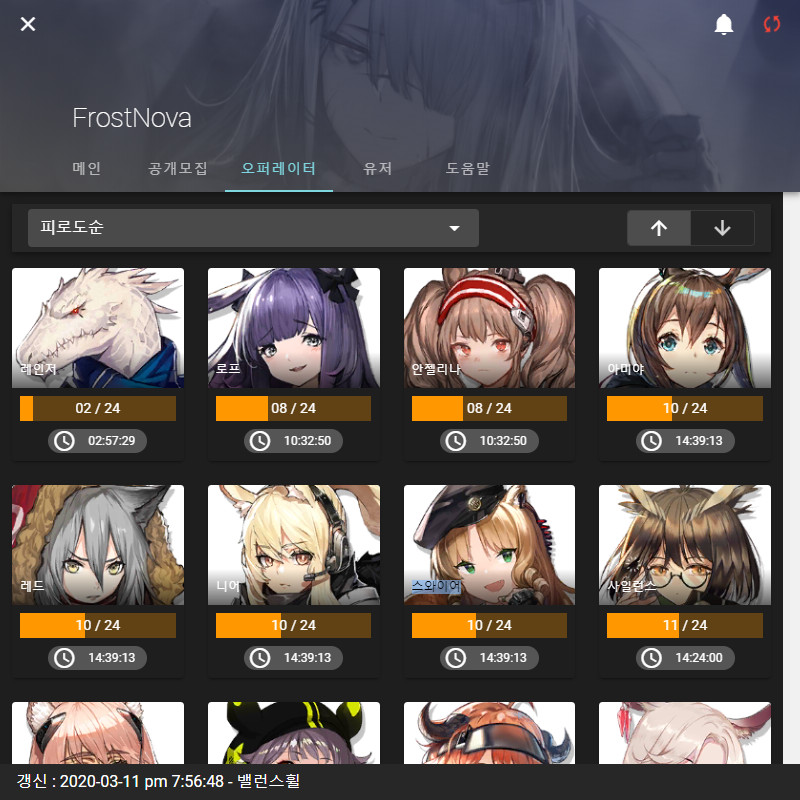 FrostNova
메인 공개모집 오퍼레이터 유저 도움말
피로도순
레인저 로프 안젤리나 아미야
02 / 24 08 / 24 08 / 24 10 / 24
02:57:29 10:32:50 10:32:50 14:39:13
레드 니어 스와이어 사일런스
10 / 24 10 / 24 10 / 24 11 / 24
14:39:13 14:39:13 14:39:13 14:24:00
갱신 : 2020-03-11 pm 7:56:48 - 밸런스휠